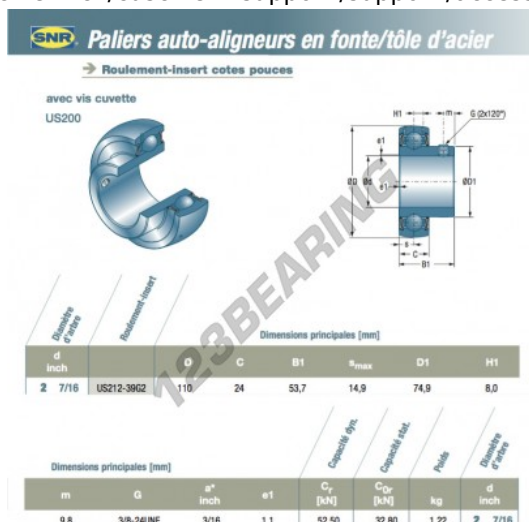 SNR Paliers auto-aligneurs en fonte/tôle d'acier
Roulement-insert cotes pouces
avec vis cuvette
US200
H1 m G (2x120°)
e1
ØD Ød e1 ØD1
s
C
B1
123BEARING
Diamètre d'arbre
Roulement-insert
Dimensions principales [mm]
d inch Ø C B1 smax D1 H1
2 7/16 US212-39G2 110 24 53,7 14,9 74,9 8,0
Dimensions principales [mm]
Capacité dyn.
Capacité stat.
Poids
Diamètre d'arbre
m G a* inch e1 Cr [kN] C0r [kN] kg d inch
9,8 3/8-24UNF 3/16 1,1 52,50 32,80 1,22 2 7/16